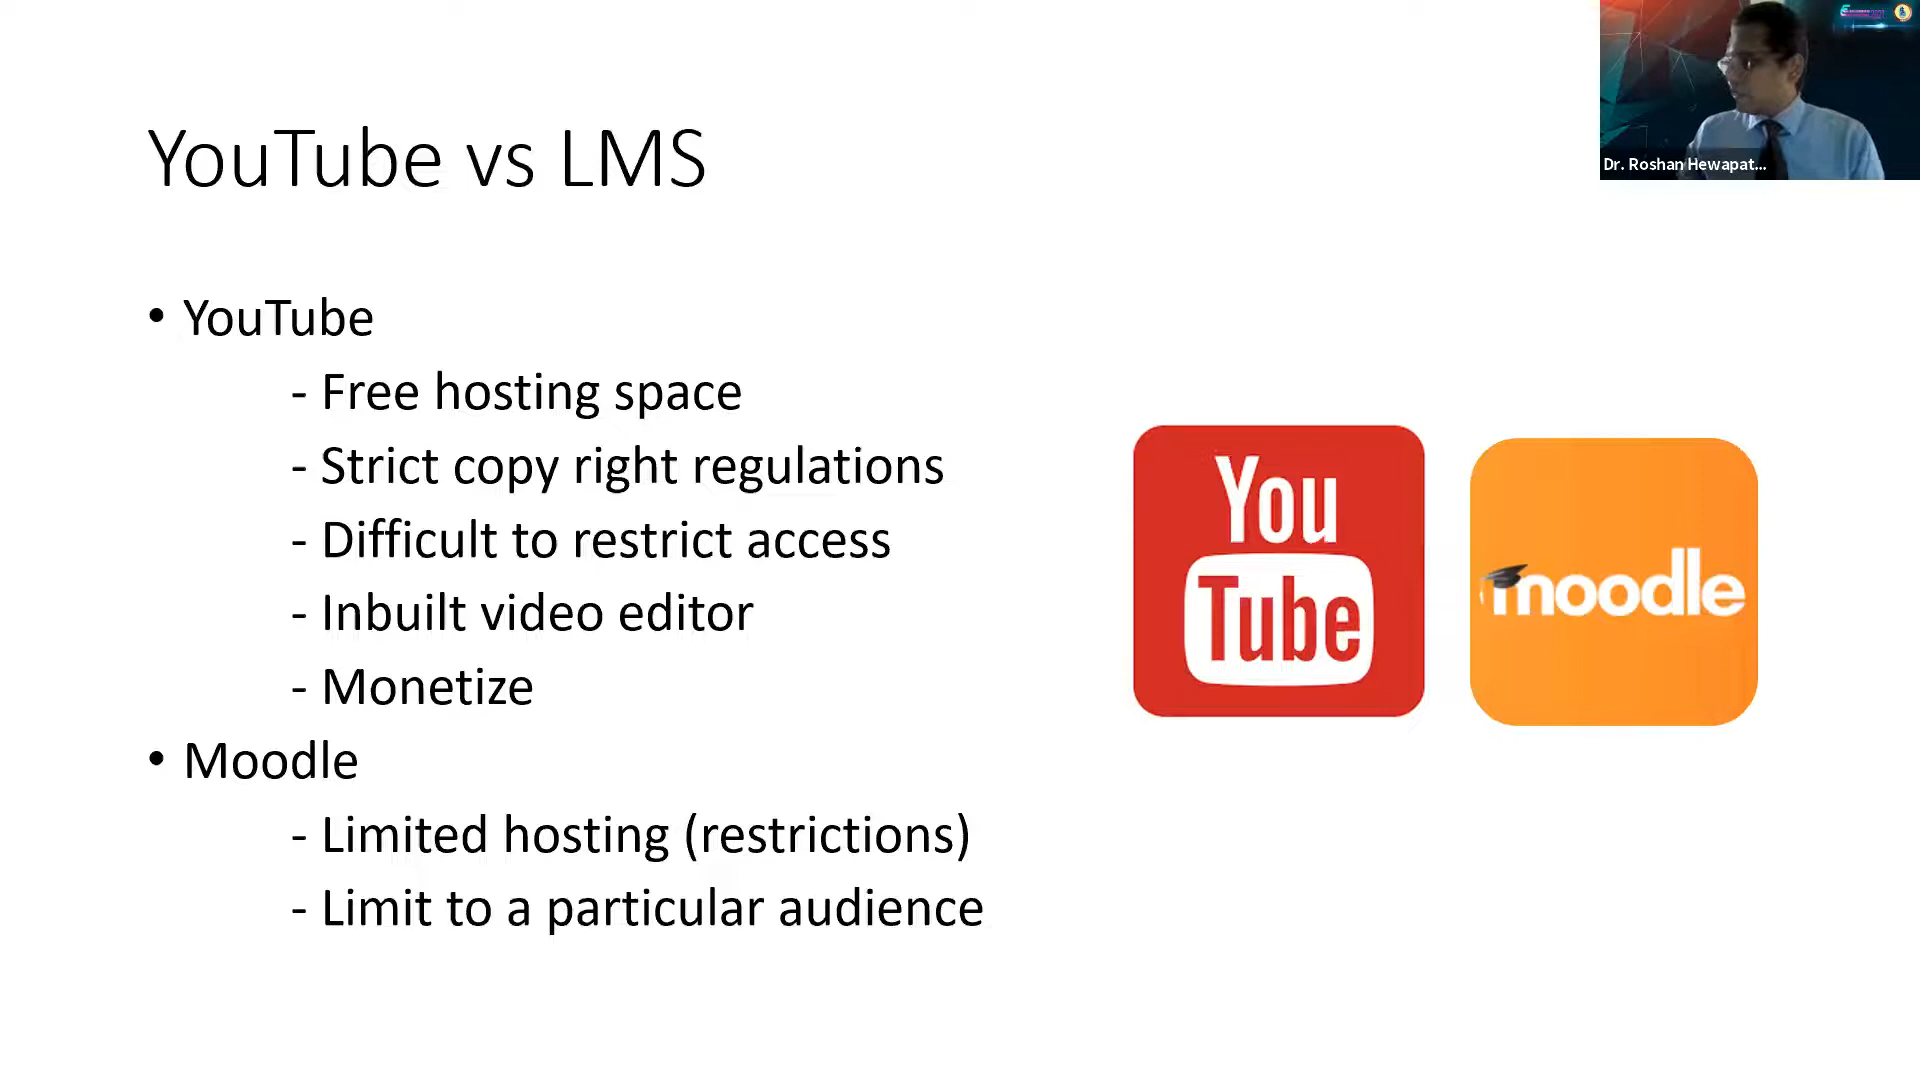 YouTube vs LMS
• YouTube
- Free hosting space
- Strict copy right regulations
- Difficult to restrict access
- Inbuilt video editor
- Monetize
• Moodle
- Limited hosting (restrictions)
- Limit to a particular audience
You
Tube
moodle
Dr. Roshan Hewapat...